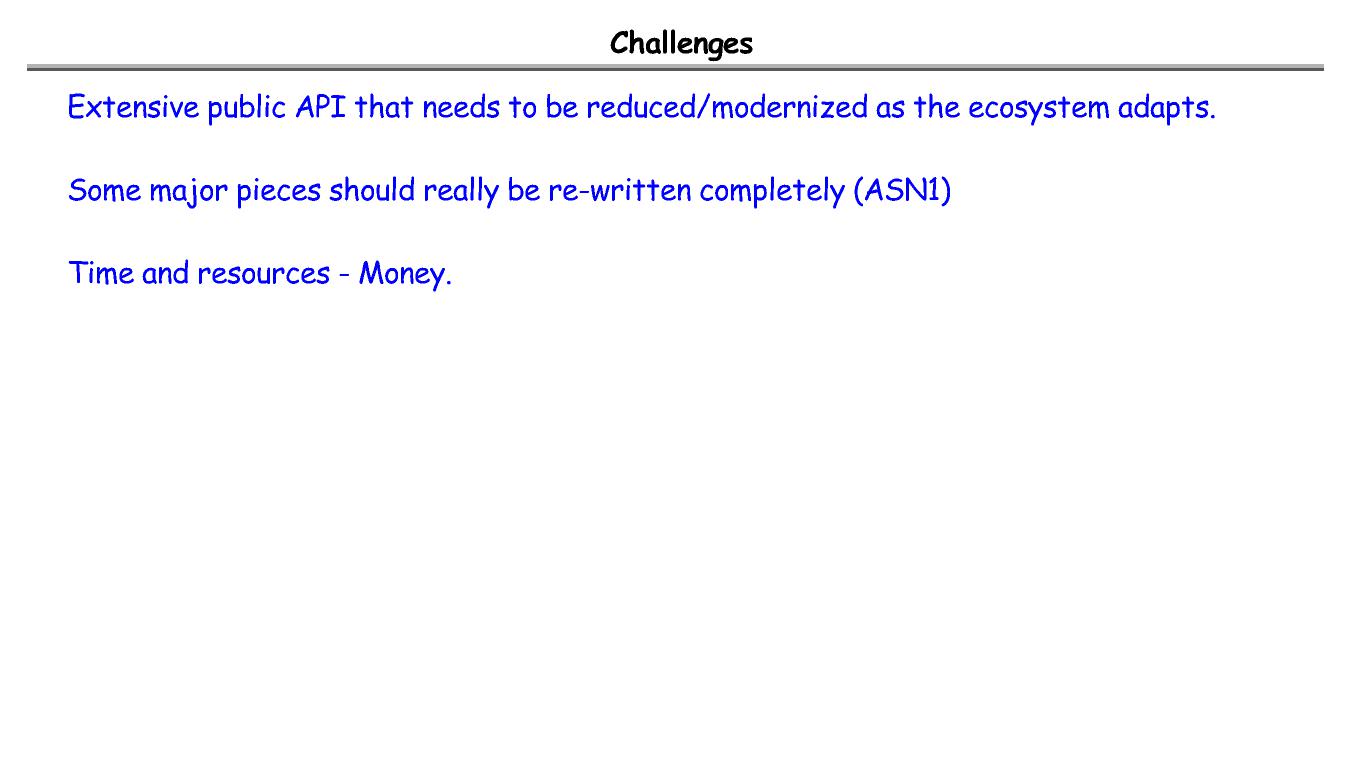 Challenges
Extensive public API that needs to be reduced/modernized as the ecosystem adapts.
Some major pieces should really be re-written completely (ASN1)
Time and resources - Money.